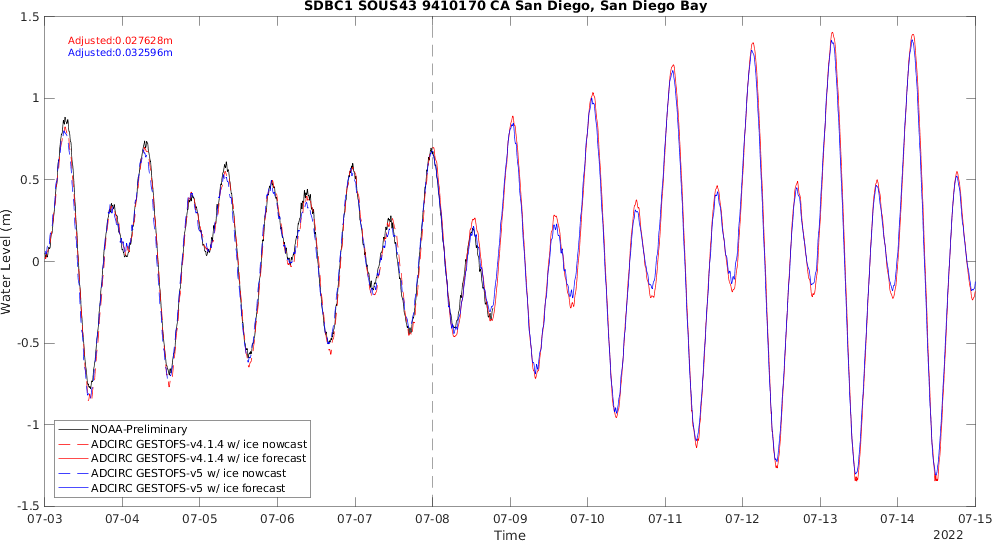 SDBC1 SOUS43 9410170 CA San Diego, San Diego Bay
1.5
Adjusted:0.027628m
Adjusted:0.032596m
1
0.5
Water Level (m)
0
-0.5
-1
NOAA-Preliminary
ADCIRC GESTOFS-v4.1.4 w/ ice nowcast
ADCIRC GESTOFS-v4.1.4 w/ ice forecast
ADCIRC GESTOFS-v5 w/ ice nowcast
ADCIRC GESTOFS-v5 w/ ice forecast
-1.5
07-03 07-04 07-05 07-06 07-07 07-08 07-09 07-10 07-11 07-12 07-13 07-14 07-15
Time
2022